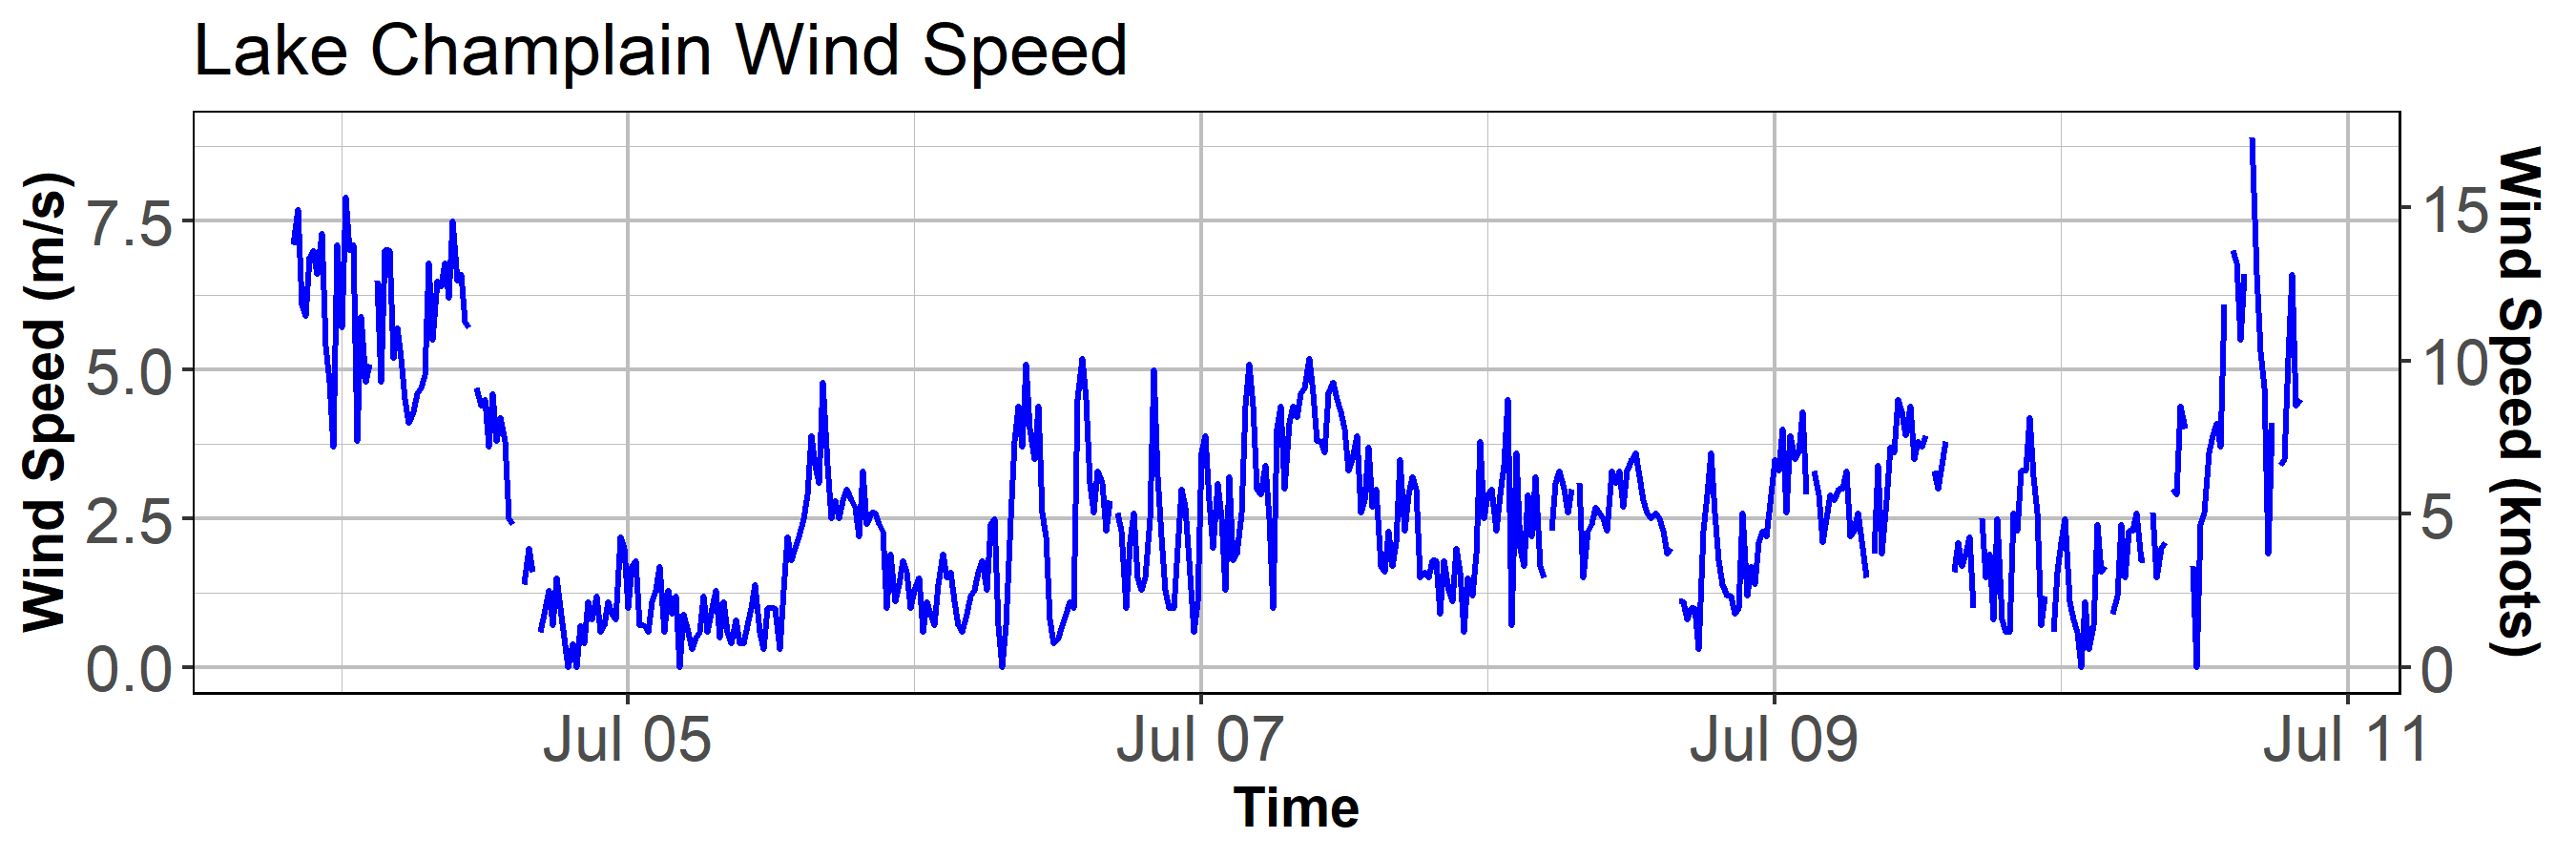 Lake Champlain Wind Speed
Wind Speed (m/s)
7.5
5.0
2.5
0.0
15
10
5
0
Wind Speed (knots)
Jul 05
Jul 07
Jul 09
Jul 11
Time